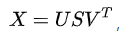 X = USV^T,